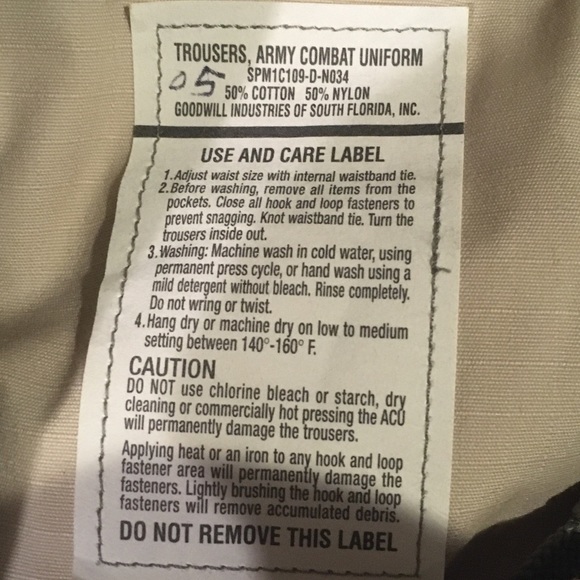 TROUSERS, ARMY COMBAT UNIFORM
SPM1C109-D-N034
05
50% COTTON 50% NYLON
GOODWILL INDUSTRIES OF SOUTH FLORIDA, INC.
USE AND CARE LABEL
1.Adjust waist size with internal waistband tie.
2.Before washing, remove all items from the
pockets. Close all hook and loop fasteners to
prevent snagging. Knot waistband tie. Turn the
trousers inside out.
3.Washing: Machine wash in cold water, using
permanent press cycle, or hand wash using a
mild detergent without bleach. Rinse completely.
Do not wring or twist.
4.Hang dry or machine dry on low to medium
setting between 140°-160° F.
CAUTION
DO NOT use chlorine bleach or starch, dry
cleaning or commercially hot pressing the ACU
will permanently damage the trousers.
Applying heat or an iron to any hook and loop
fastener area will permanently damage the
fasteners. Lightly brushing the hook and loop
fasteners will remove accumulated debris.
DO NOT REMOVE THIS LABEL